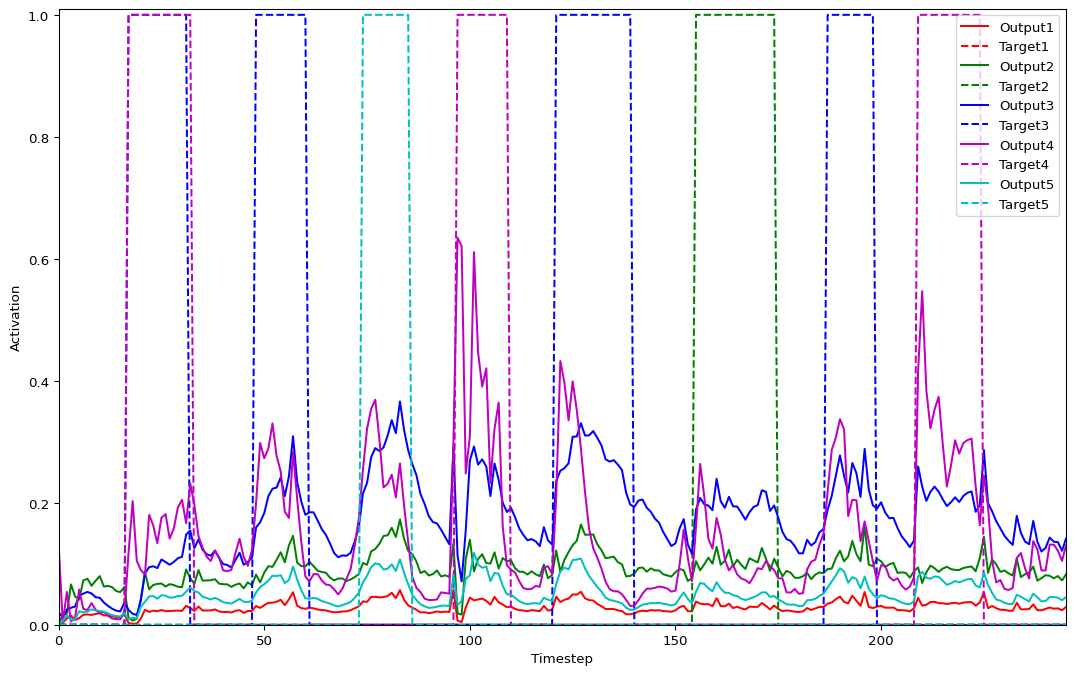 1.0
0.8
0.6
0.4
0.2
0.0
Activation
0
50
100
150
200
Timestep
Output1
Target1
Output2
Target2
Output3
Target3
Output4
Target4
Output5
Target5